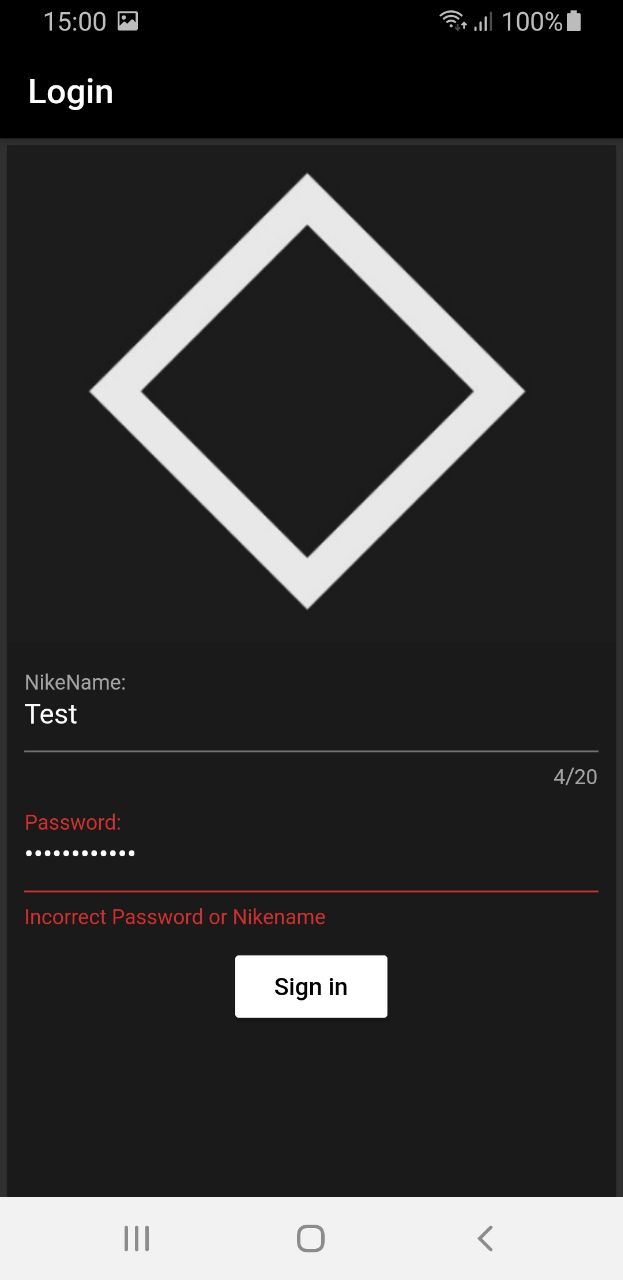 15:00 100%
Login
NikeName:
Test
4/20
Password:
••••••••••••
Incorrect Password or Nikename
Sign in